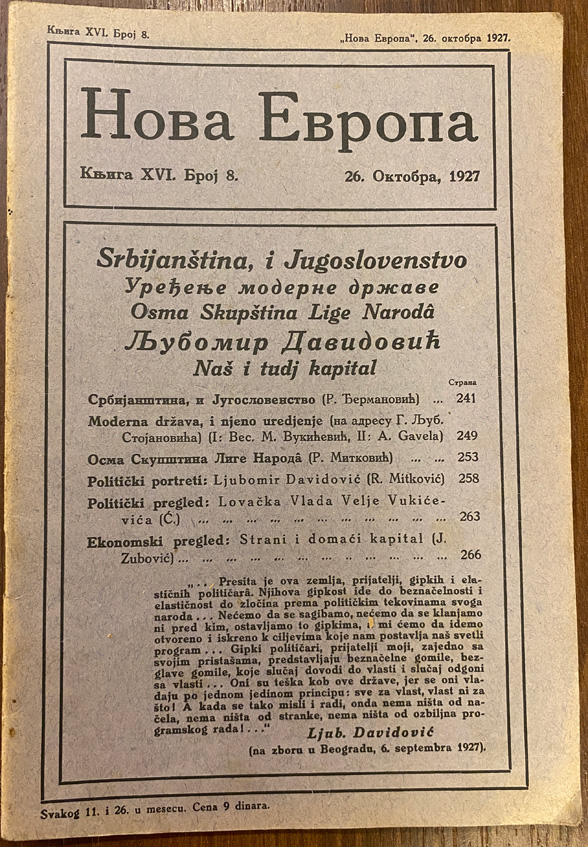 Књига XVI. Број 8.
„Нова Европа“, 26. октобра 1927.
Нова Европа
Књига XVI. Број 8.
26. Октобра, 1927
Srbijanština, i Jugoslovenstvo
Уређење модерне државе
Osma Skupština Lige Narodâ
Љубомир Давидовић
Naš i tudj kapital
Страна
Србијанштина, и Југословенство (Р. Ђермановић) ... 241
Moderna država, i njeno uredjenje (на адресу Г. Љуб.
Стојановића) (I: Вес. М. Вукићевић, II: A. Gavela) 249
Осма Скупштина Лиге Народâ (Р. Митковић) ... ... 253
Politički portreti: Ljubomir Davidović (R. Mitković) 258
Politički pregled: Lovačka Vlada Velje Vukiće-
vića (Ć.) ... ... ... ... ... ... ... ... ... ... 263
Ekonomski pregled: Strani i domaći kapital (J.
Zubović) ... ... ... ... ... ... ... ... ... ... 266
„... Presita je ova zemlja, prijatelji, gipkih i ela-
stičnih političarâ. Njihova gipkost ide do beznačelnosti i
elastičnost do zločina prema političkim tekovinama svoga
naroda... Nećemo da se sagibamo, nećemo da se klanjamo
ni pred kim, ostavljamo to gipkima, a mi ćemo da idemo
otvoreno i iskreno k ciljevima koje nam postavlja naš svetli
program... Gipki političari, prijatelji moji, zajedno sa
svojim pristašama, predstavljaju beznačelne gomile, bez-
glave gomile, koje slučaj dovodi do vlasti i slučaj odgoni
sa vlasti... Oni su teška kob ove države, jer se oni vla-
daju po jednom jedinom principu: sve za vlast, vlast ni za
što! A kada se tako misli i radi, onda nema ništa od na-
čela, nema ništa od stranke, nema ništa od ozbiljna pro-
gramskog rada!...“
Ljub. Davidović
(na zboru u Beogradu, 6. septembra 1927).
Svakog 11. i 26. u mesecu. Cena 9 dinara.